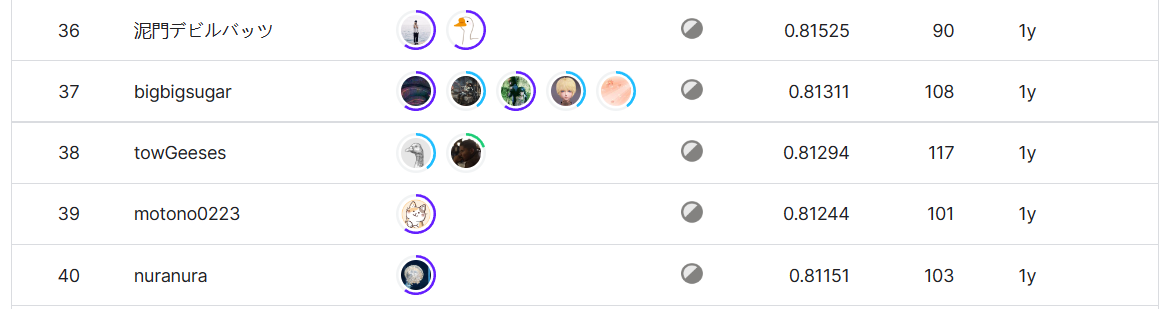 36 泥門デビルバッツ 0.81525 90 1y
37 bigbigsugar 0.81311 108 1y
38 towGeeses 0.81294 117 1y
39 motono0223 0.81244 101 1y
40 nuranura 0.81151 103 1y